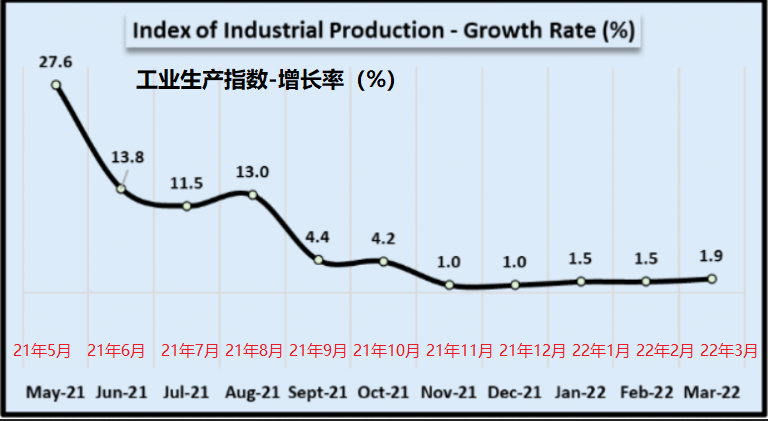 Index of Industrial Production - Growth Rate (%)
工业生产指数-增长率（%）
27.6
13.8
11.5
13.0
4.4
4.2
1.0
1.0
1.5
1.5
1.9
21年5月 21年6月 21年7月 21年8月 21年9月 21年10月 21年11月 21年12月 22年1月 22年2月 22年3月
May-21 Jun-21 Jul-21 Aug-21 Sept-21 Oct-21 Nov-21 Dec-21 Jan-22 Feb-22 Mar-22